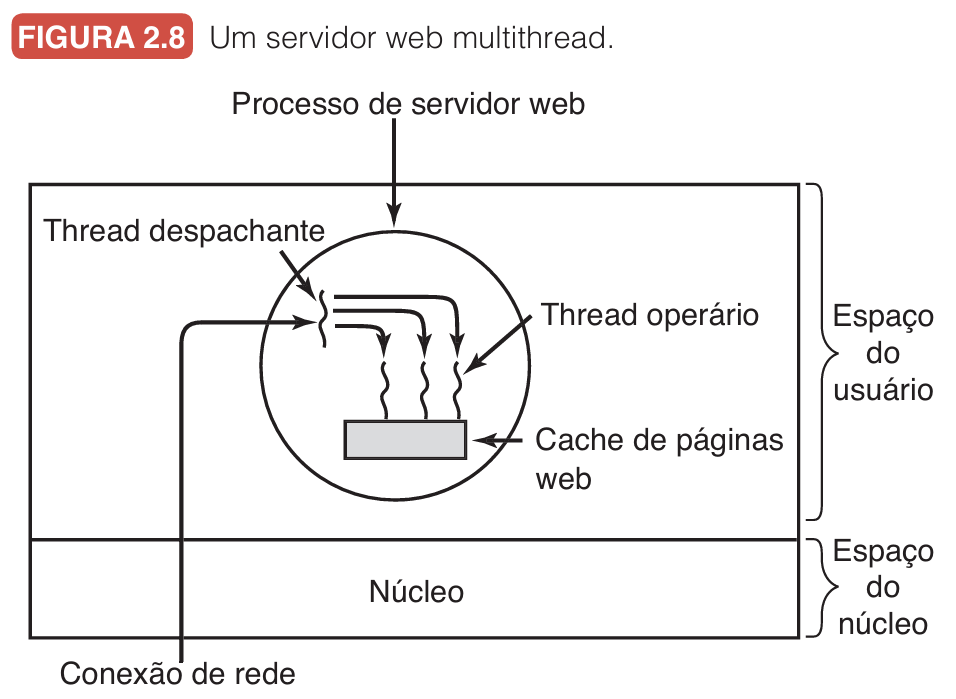 FIGURA 2.8 Um servidor web multithread.
Processo de servidor web
Thread despachante
Thread operário
Cache de páginas
web
Espaço
do
usuário
Núcleo
Espaço
do
núcleo
Conexão de rede